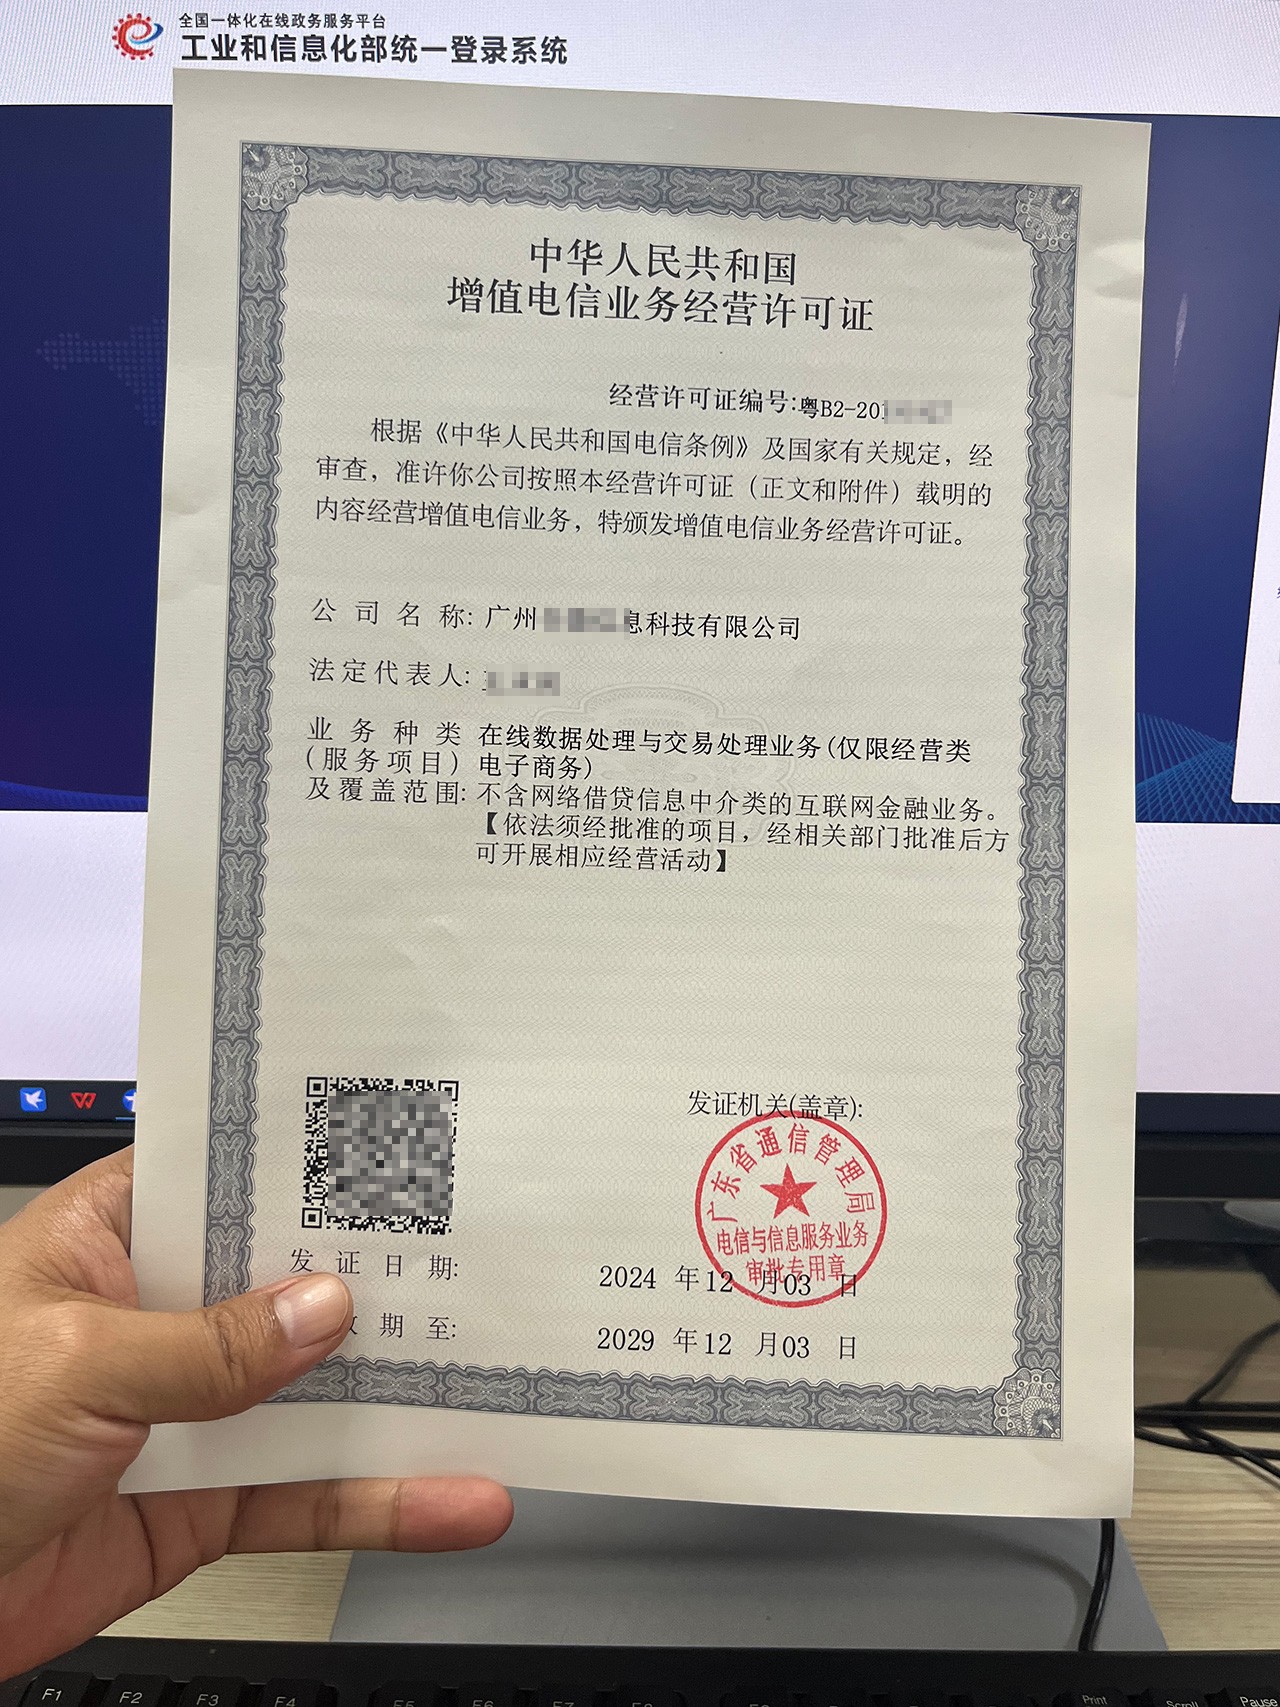 全国一体化在线政务服务平台
工业和信息化部统一登录系统
中华人民共和国
增值电信业务经营许可证
经营许可证编号:粤B2-20
根据《中华人民共和国电信条例》及国家有关规定，经
审查，准许你公司按照本经营许可证（正文和附件）载明的
内容经营增值电信业务，特颁发增值电信业务经营许可证。
公司名称:广州 息科技有限公司
法定代表人:
业务种类 在线数据处理与交易处理业务(仅限经营类
(服务项目) 电子商务)
及覆盖范围:不含网络借贷信息中介类的互联网金融业务。
【依法须经批准的项目，经相关部门批准后方
可开展相应经营活动】
发证机关(盖章):
广东省通信管理局
电信与信息服务业务
审批专用章
发证日期: 2024 年12 月03 日
期至: 2029 年12 月03 日
F1 F2 F3 F4 F5 F6 F7 Print Scroll Pause